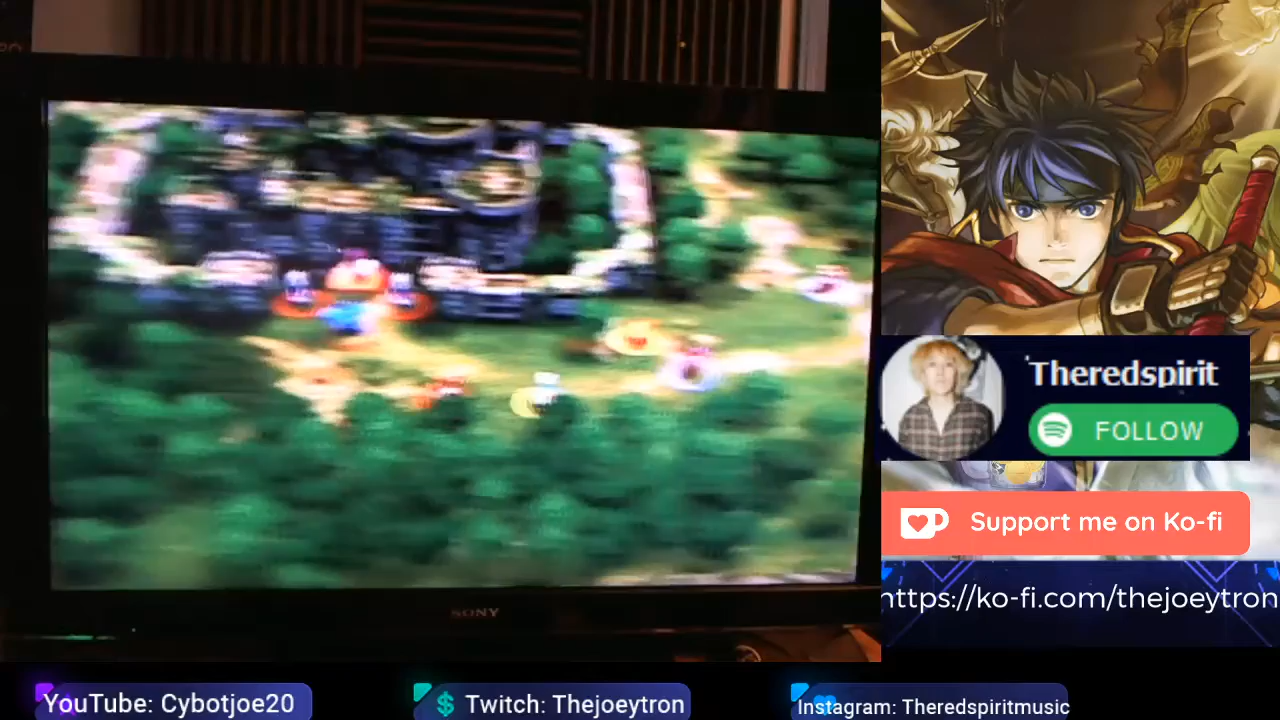 Theredspirit
FOLLOW
Support me on Ko-fi
https://ko-fi.com/thejoeytron
SONY
YouTube: Cybotjoe20
$ Twitch: Thejoeytron
Instagram: Theredspiritmusic